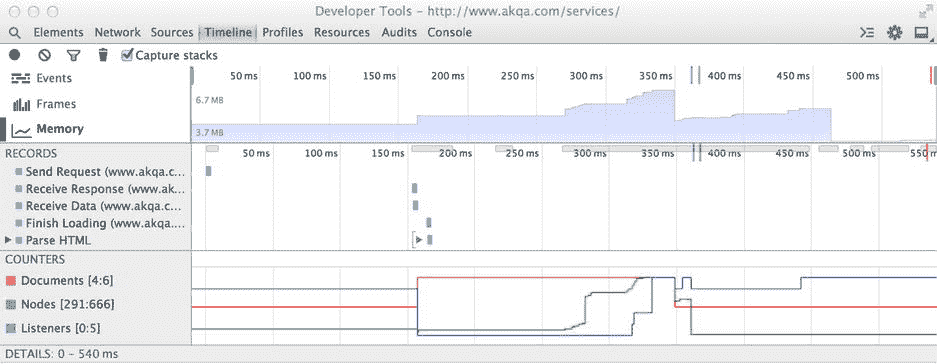 Developer Tools - http://www.akqa.com/services/
Elements Network Sources Timeline Profiles Resources Audits Console
Capture stacks
Events
Frames
Memory
50 ms 100 ms 150 ms 200 ms 250 ms 300 ms 350 ms 400 ms 450 ms 500 ms
6.7 MB
3.7 MB
RECORDS
50 ms 100 ms 150 ms 200 ms 250 ms 300 ms 350 ms 400 ms 450 ms 500 ms 550 m
Send Request (www.akqa.c...
Receive Response (www.ak...
Receive Data (www.akqa.c...
Finish Loading (www.akqa....
Parse HTML
COUNTERS
Documents [4:6]
Nodes [291:666]
Listeners [0:5]
DETAILS: 0 – 540 ms